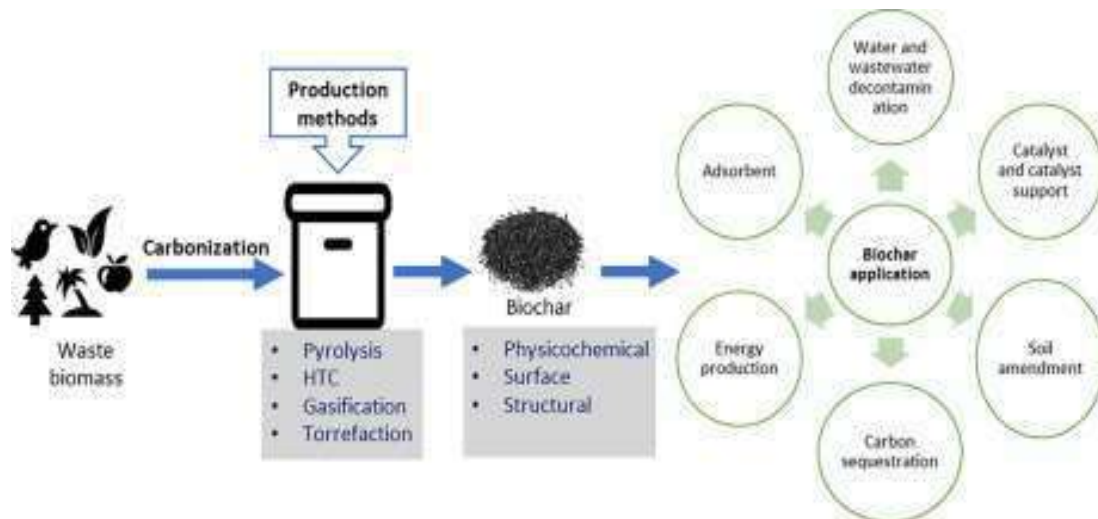 Production
methods
Carbonization
Waste
biomass
• Pyrolysis
• HTC
• Gasification
• Torrefaction
Biochar
• Physicochemical
• Surface
• Structural
Water and
wastewater
decontamin
ation
Adsorbent
Catalyst
and catalyst
support
Biochar
application
Energy
production
Soil
amendment
Carbon
sequestration